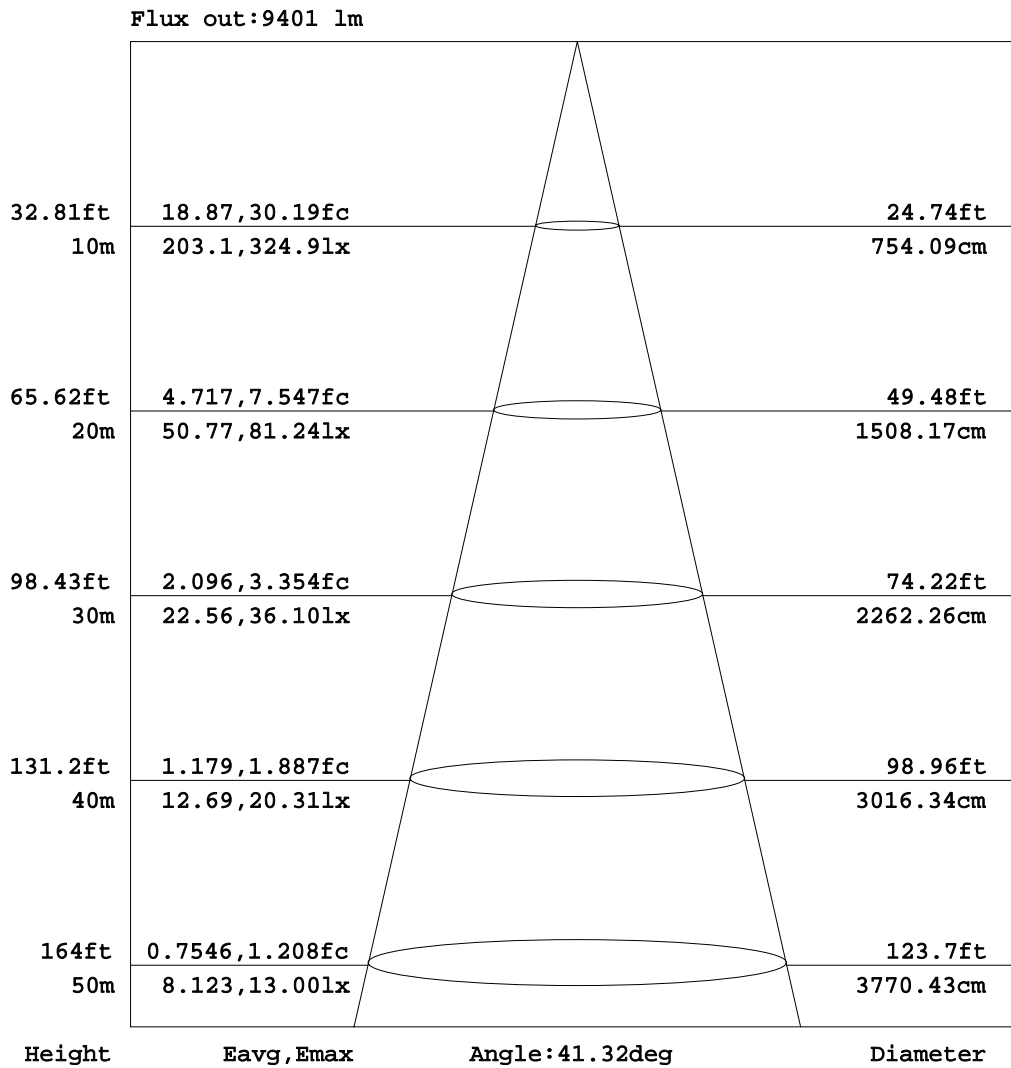 Flux out:9401 lm
32.81ft 18.87,30.19fc 24.74ft
10m 203.1,324.9lx 754.09cm
65.62ft 4.717,7.547fc 49.48ft
20m 50.77,81.24lx 1508.17cm
98.43ft 2.096,3.354fc 74.22ft
30m 22.56,36.10lx 2262.26cm
131.2ft 1.179,1.887fc 98.96ft
40m 12.69,20.31lx 3016.34cm
164ft 0.7546,1.208fc 123.7ft
50m 8.123,13.00lx 3770.43cm
Height Eavg,Emax Angle:41.32deg Diameter